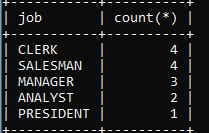 | job | count(*) |
| CLERK | 4 |
| SALESMAN | 4 |
| MANAGER | 3 |
| ANALYST | 2 |
| PRESIDENT | 1 |